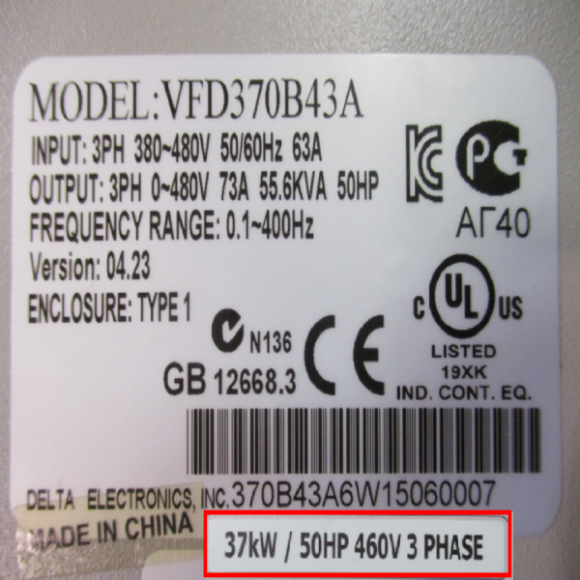 MODEL:VFD370B43A
INPUT: 3PH 380~480V 50/60Hz 63A
OUTPUT: 3PH 0~480V 73A 55.6KVA 50HP
FREQUENCY RANGE: 0.1~400Hz
Version: 04.23
ENCLOSURE: TYPE 1
KC
РСТ
АГ40
N136
CE
GB 12668.3
C UL US
LISTED
19XK
IND. CONT. EQ.
DELTA ELECTRONICS, INC. 370B43A6W15060007
MADE IN CHINA
37kW / 50HP 460V 3 PHASE